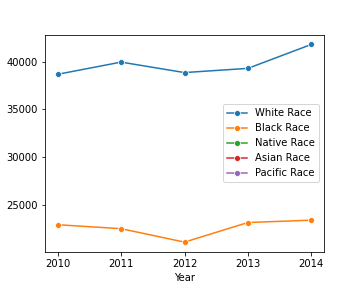 40000
35000
30000
25000
White Race
Black Race
Native Race
Asian Race
Pacific Race
2010 2011 2012 2013 2014
Year